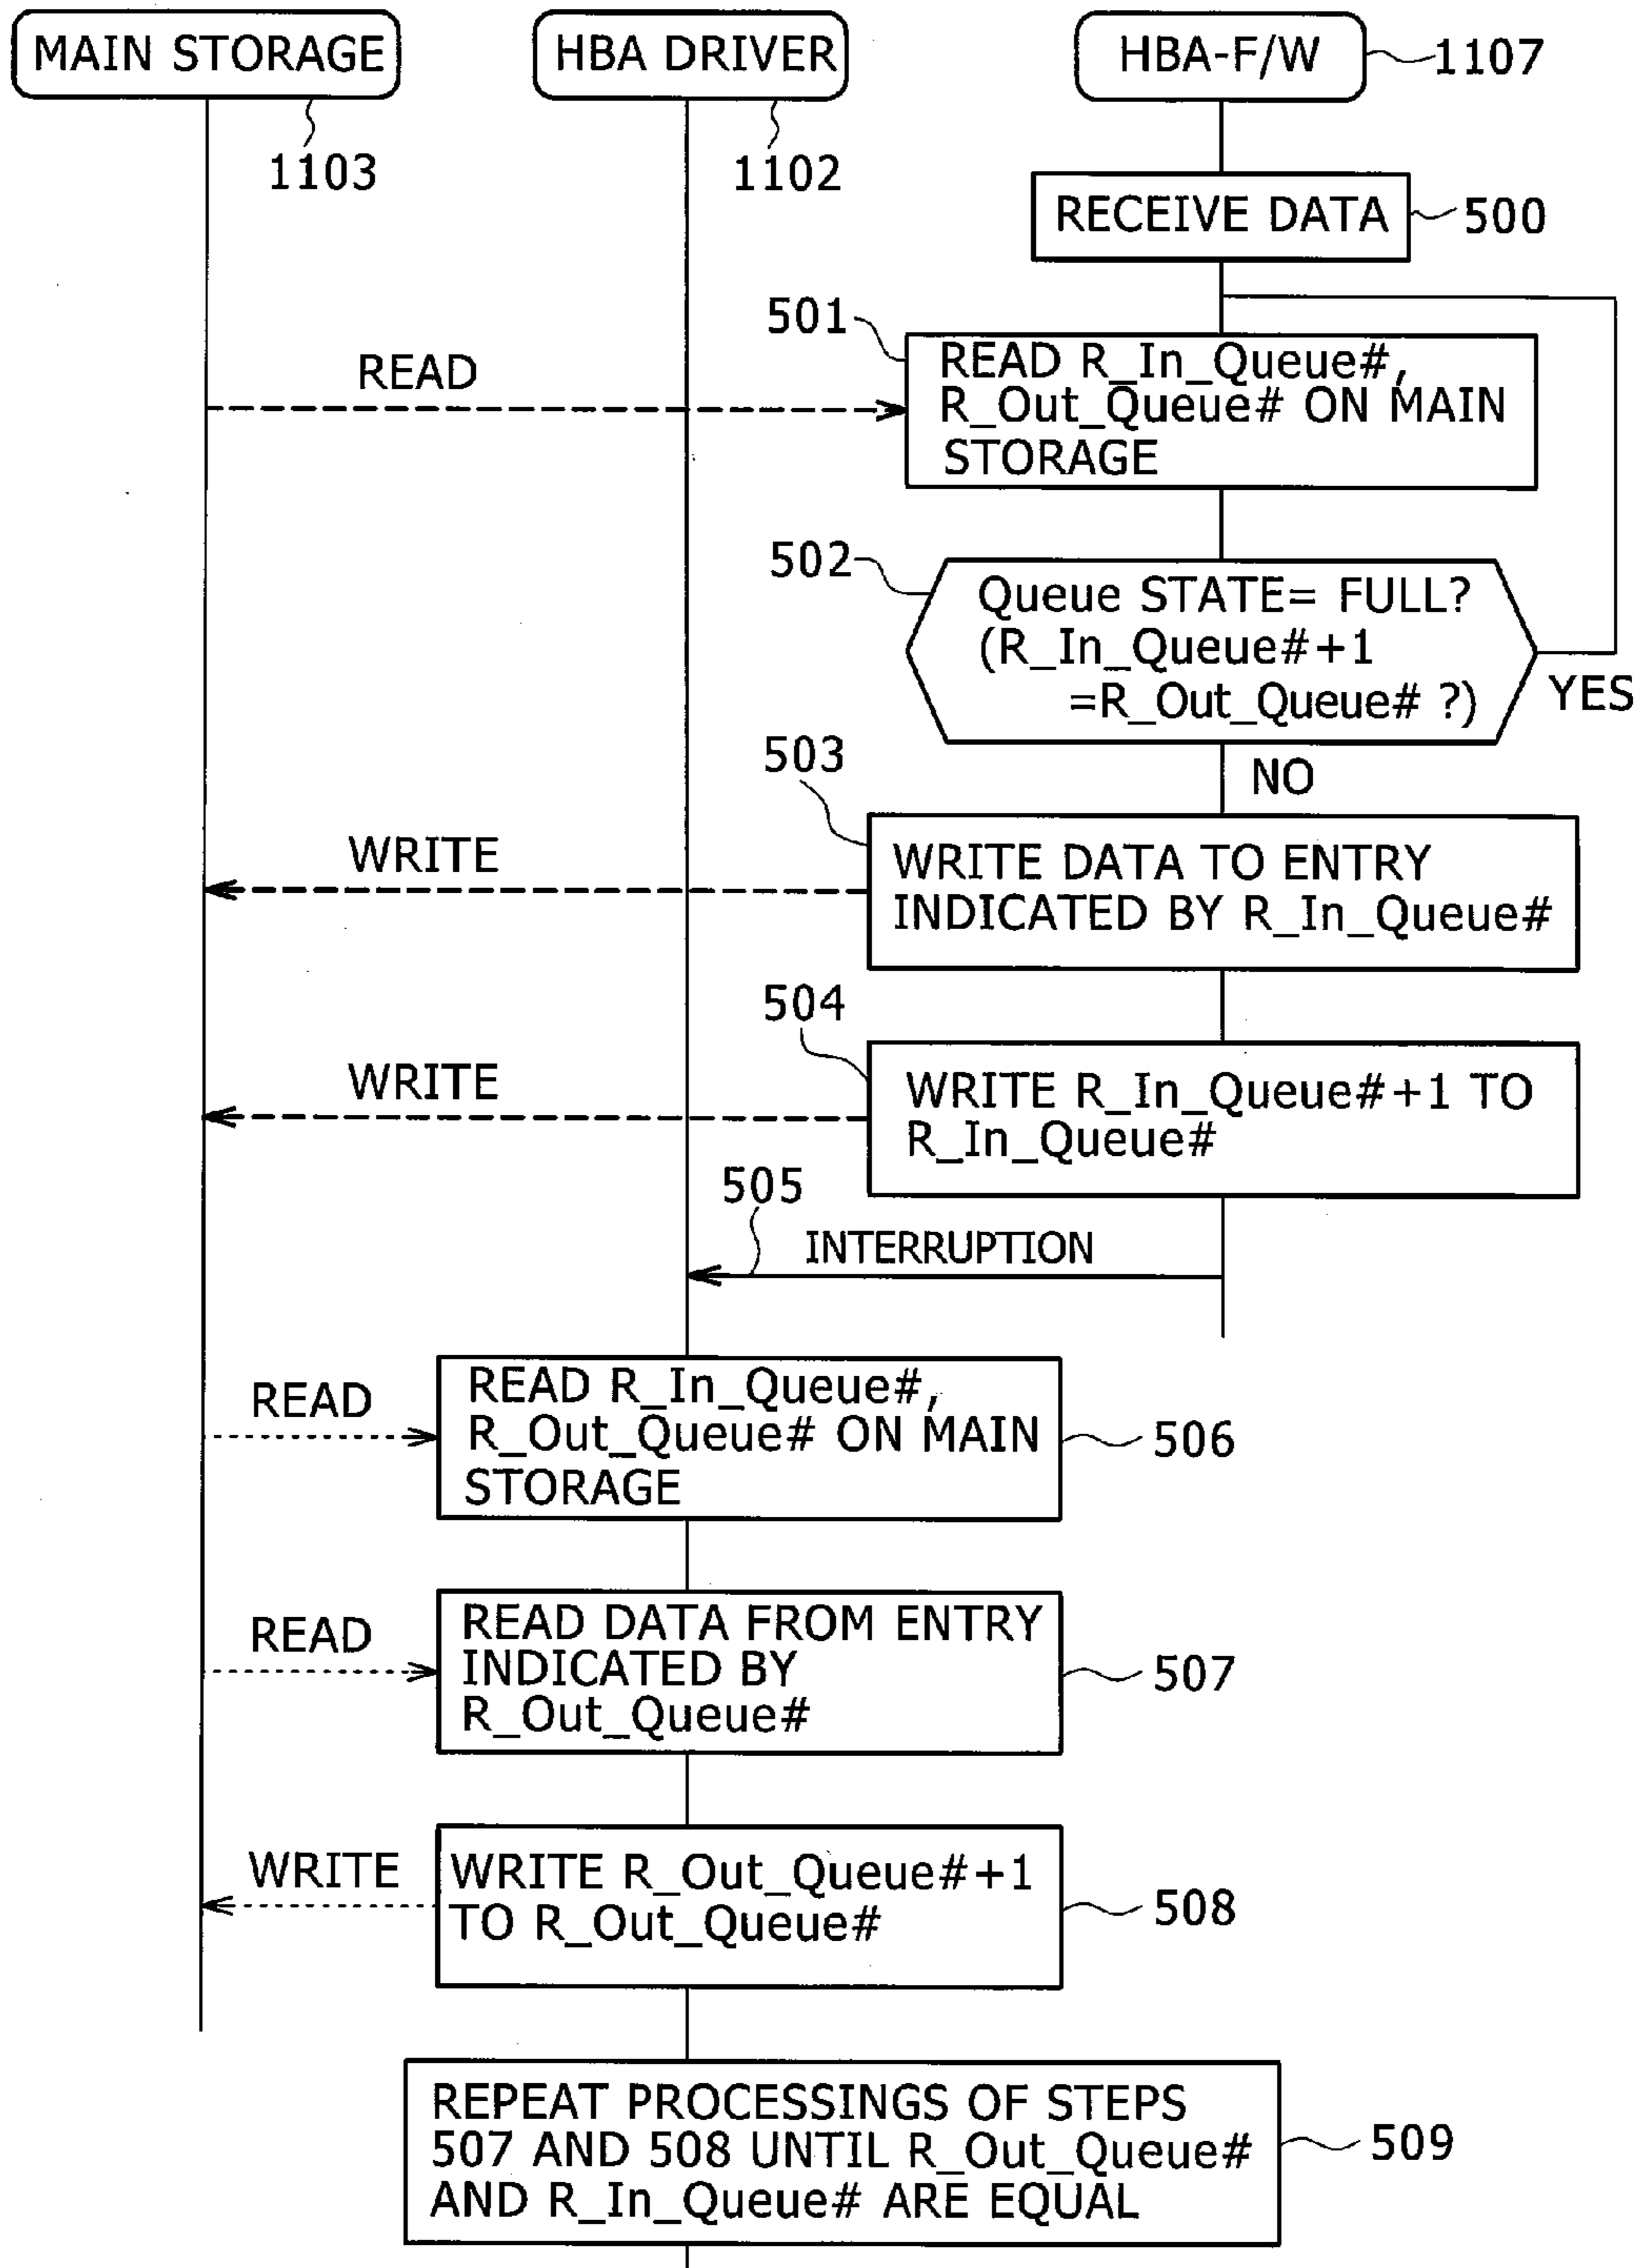 MAIN STORAGE
HBA DRIVER
HBA-F/W
1107
1103
1102
RECEIVE DATA
500
501
READ
READ R_In_Queue#,
R_Out_Queue# ON MAIN
STORAGE
502
Queue STATE= FULL?
(R_In_Queue#+1
=R_Out_Queue# ?)
YES
NO
503
WRITE
WRITE DATA TO ENTRY
INDICATED BY R_In_Queue#
504
WRITE
WRITE R_In_Queue#+1 TO
R_In_Queue#
505
INTERRUPTION
READ
READ R_In_Queue#,
R_Out_Queue# ON MAIN
STORAGE
506
READ
READ DATA FROM ENTRY
INDICATED BY
R_Out_Queue#
507
WRITE
WRITE R_Out_Queue#+1
TO R_Out_Queue#
508
REPEAT PROCESSINGS OF STEPS
507 AND 508 UNTIL R_Out_Queue#
AND R_In_Queue# ARE EQUAL
509